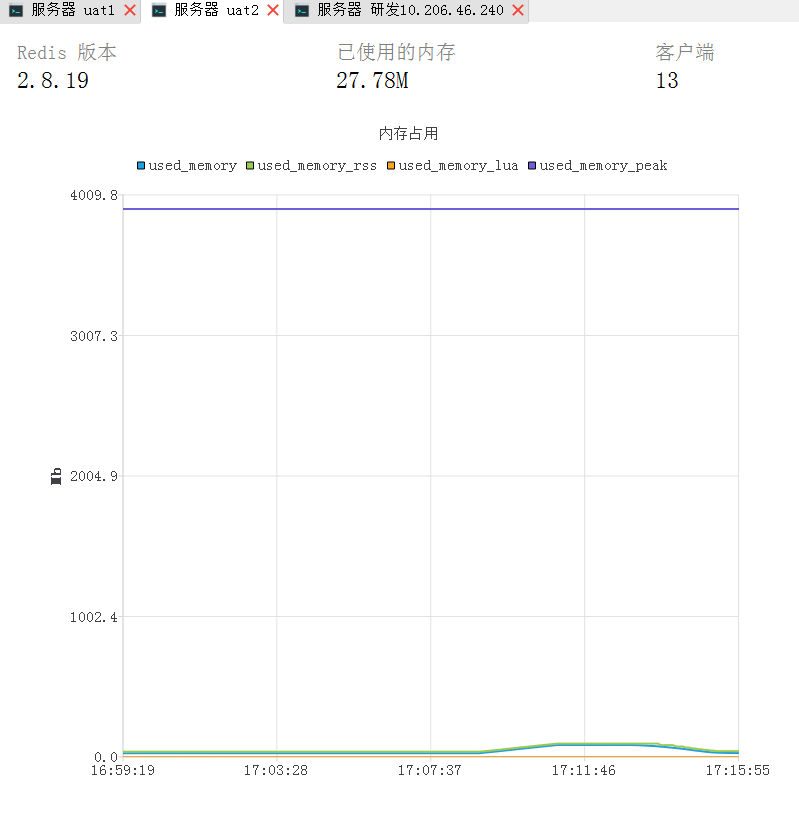 服务器 uat1 服务器 uat2 服务器 研发10.206.46.240
Redis 版本 已使用的内存 客户端
2.8.19 27.78M 13
内存占用
used_memory used_memory_rss used_memory_lua used_memory_peak
4009.8
3007.3
Mb 2004.9
1002.4
0.0
16:59:19 17:03:28 17:07:37 17:11:46 17:15:55